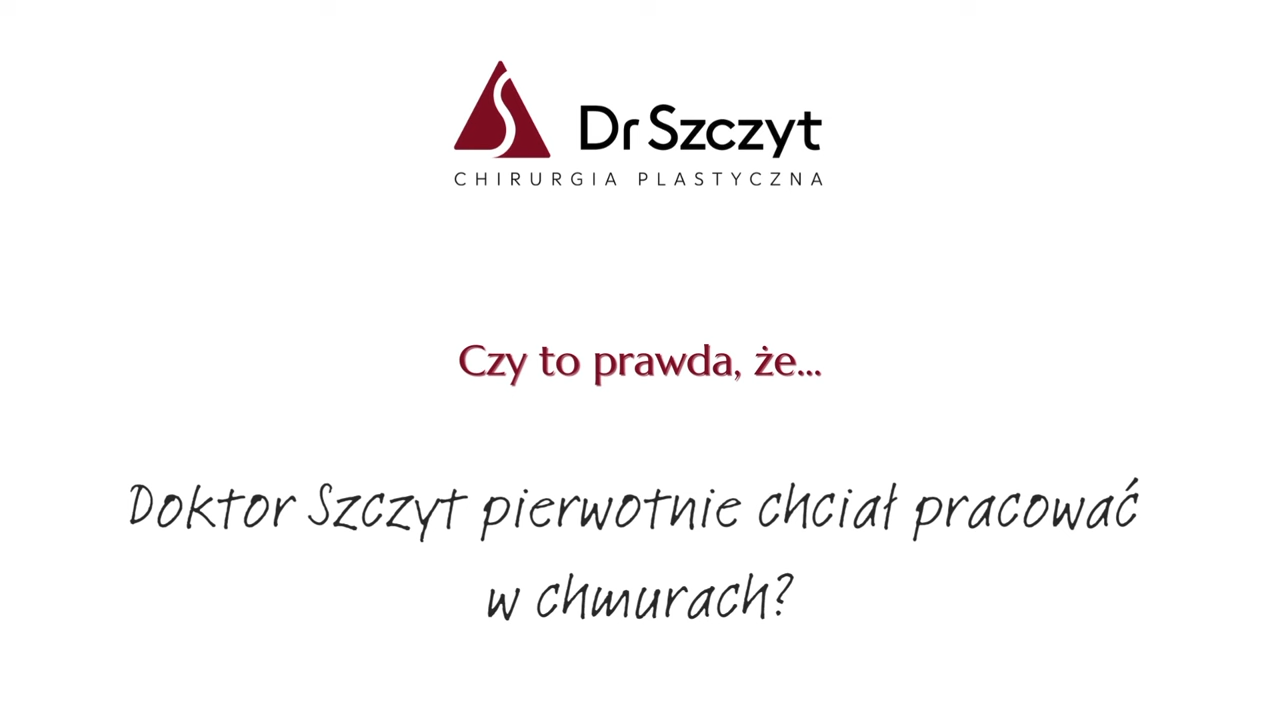 Dr Szczyt
CHIRURGIA PLASTYCZNA
Czy to prawda, że...
Doktor Szczyt pierwotnie chciał pracować
w chmurach?